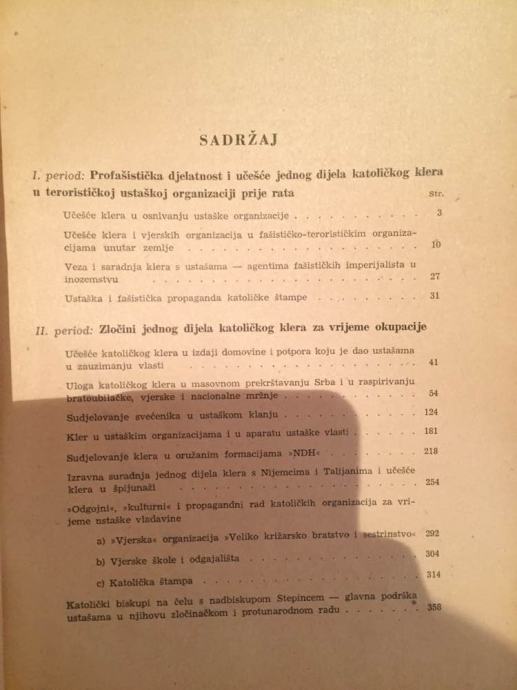 SADRŽAJ
I. period: Profašistička djelatnost i učešće jednog dijela katoličkog klera
u terorističkoj ustaškoj organizaciji prije rata
Str.
Učešće klera u osnivanju ustaške organizacije . . . . . . . . . 3
Učešće klera i vjerskih organizacija u fašističko-terorističkim organiza-
cijama unutar zemlje . . . . . . . . . . . . . . . . 10
Veza i saradnja klera s ustašama — agentima fašističkih imperijalista u
inozemstvu . . . . . . . . . . . . . . . . . . . 27
Ustaška i fašistička propaganda katoličke štampe . . . . . . . . 31
II. period: Zločini jednog dijela katoličkog klera za vrijeme okupacije
Učešće katoličkog klera u izdaji domovine i potpora koju je dao ustašama
u zauzimanju vlasti . . . . . . . . . . . . . . . . 41
Uloga katoličkog klera u masovnom prekrštavanju Srba i u raspirivanju
bratoubilačke, vjerske i nacionalne mržnje . . . . . . . . . . 54
Sudjelovanje svećenika u ustaškom klanju . . . . . . . . . . 124
Kler u ustaškim organizacijama i u aparatu ustaške vlasti . . . . . 181
Sudjelovanje klera u oružanim formacijama »NDH« . . . . . . . 218
Izravna suradnja jednog dijela klera s Nijemcima i Talijanima i učešće
klera u špijunaži . . . . . . . . . . . . . . . . . 254
»Odgojni«, »kulturni« i propagandni rad katoličkih organizacija za vri-
jeme ustaške vladavine
a) »Vjerska« organizacija »Veliko križarsko bratstvo i sestrinstvo« 292
b) Vjerske škole i odgajališta . . . . . . . . . . . . . 304
c) Katolička štampa . . . . . . . . . . . . . . . . 314
Katolički biskupi na čelu s nadbiskupom Stepincem — glavna podrška
ustašama u njihovu zločinačkom i protunarodnom radu . . . . . . . 358